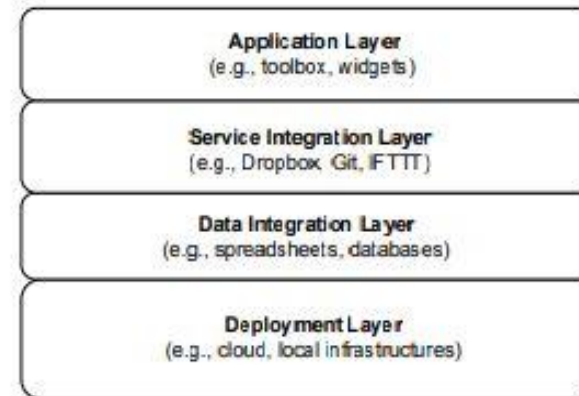 Application Layer
(e.g., toolbox, widgets)
Service Integration Layer
(e.g., Dropbox, Git, IFTTT)
Data Integration Layer
(e.g., spreadsheets, databases)
Deployment Layer
(e.g., cloud, local infrastructures)